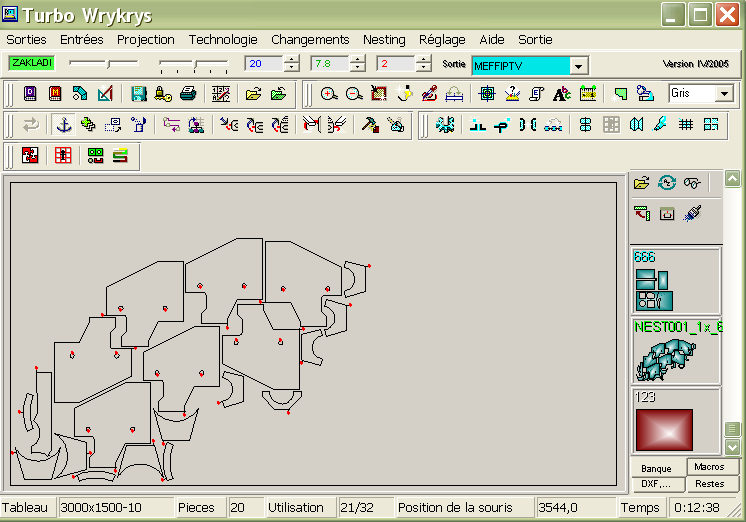 Turbo Wrykrys
Sorties Entrées Projection Technologie Changements Nesting Réglage Aide Sortie
ZAKLADI 20 7.8 2 Sortie MEFFIPTV Version IV/2005
Gris
666
NEST001_1x_6
123
Banque Macros
DXF,... Restes
Tableau 3000x1500-10 Pieces 20 Utilisation 21/32 Position de la souris 3544,0 Temps 0:12:38